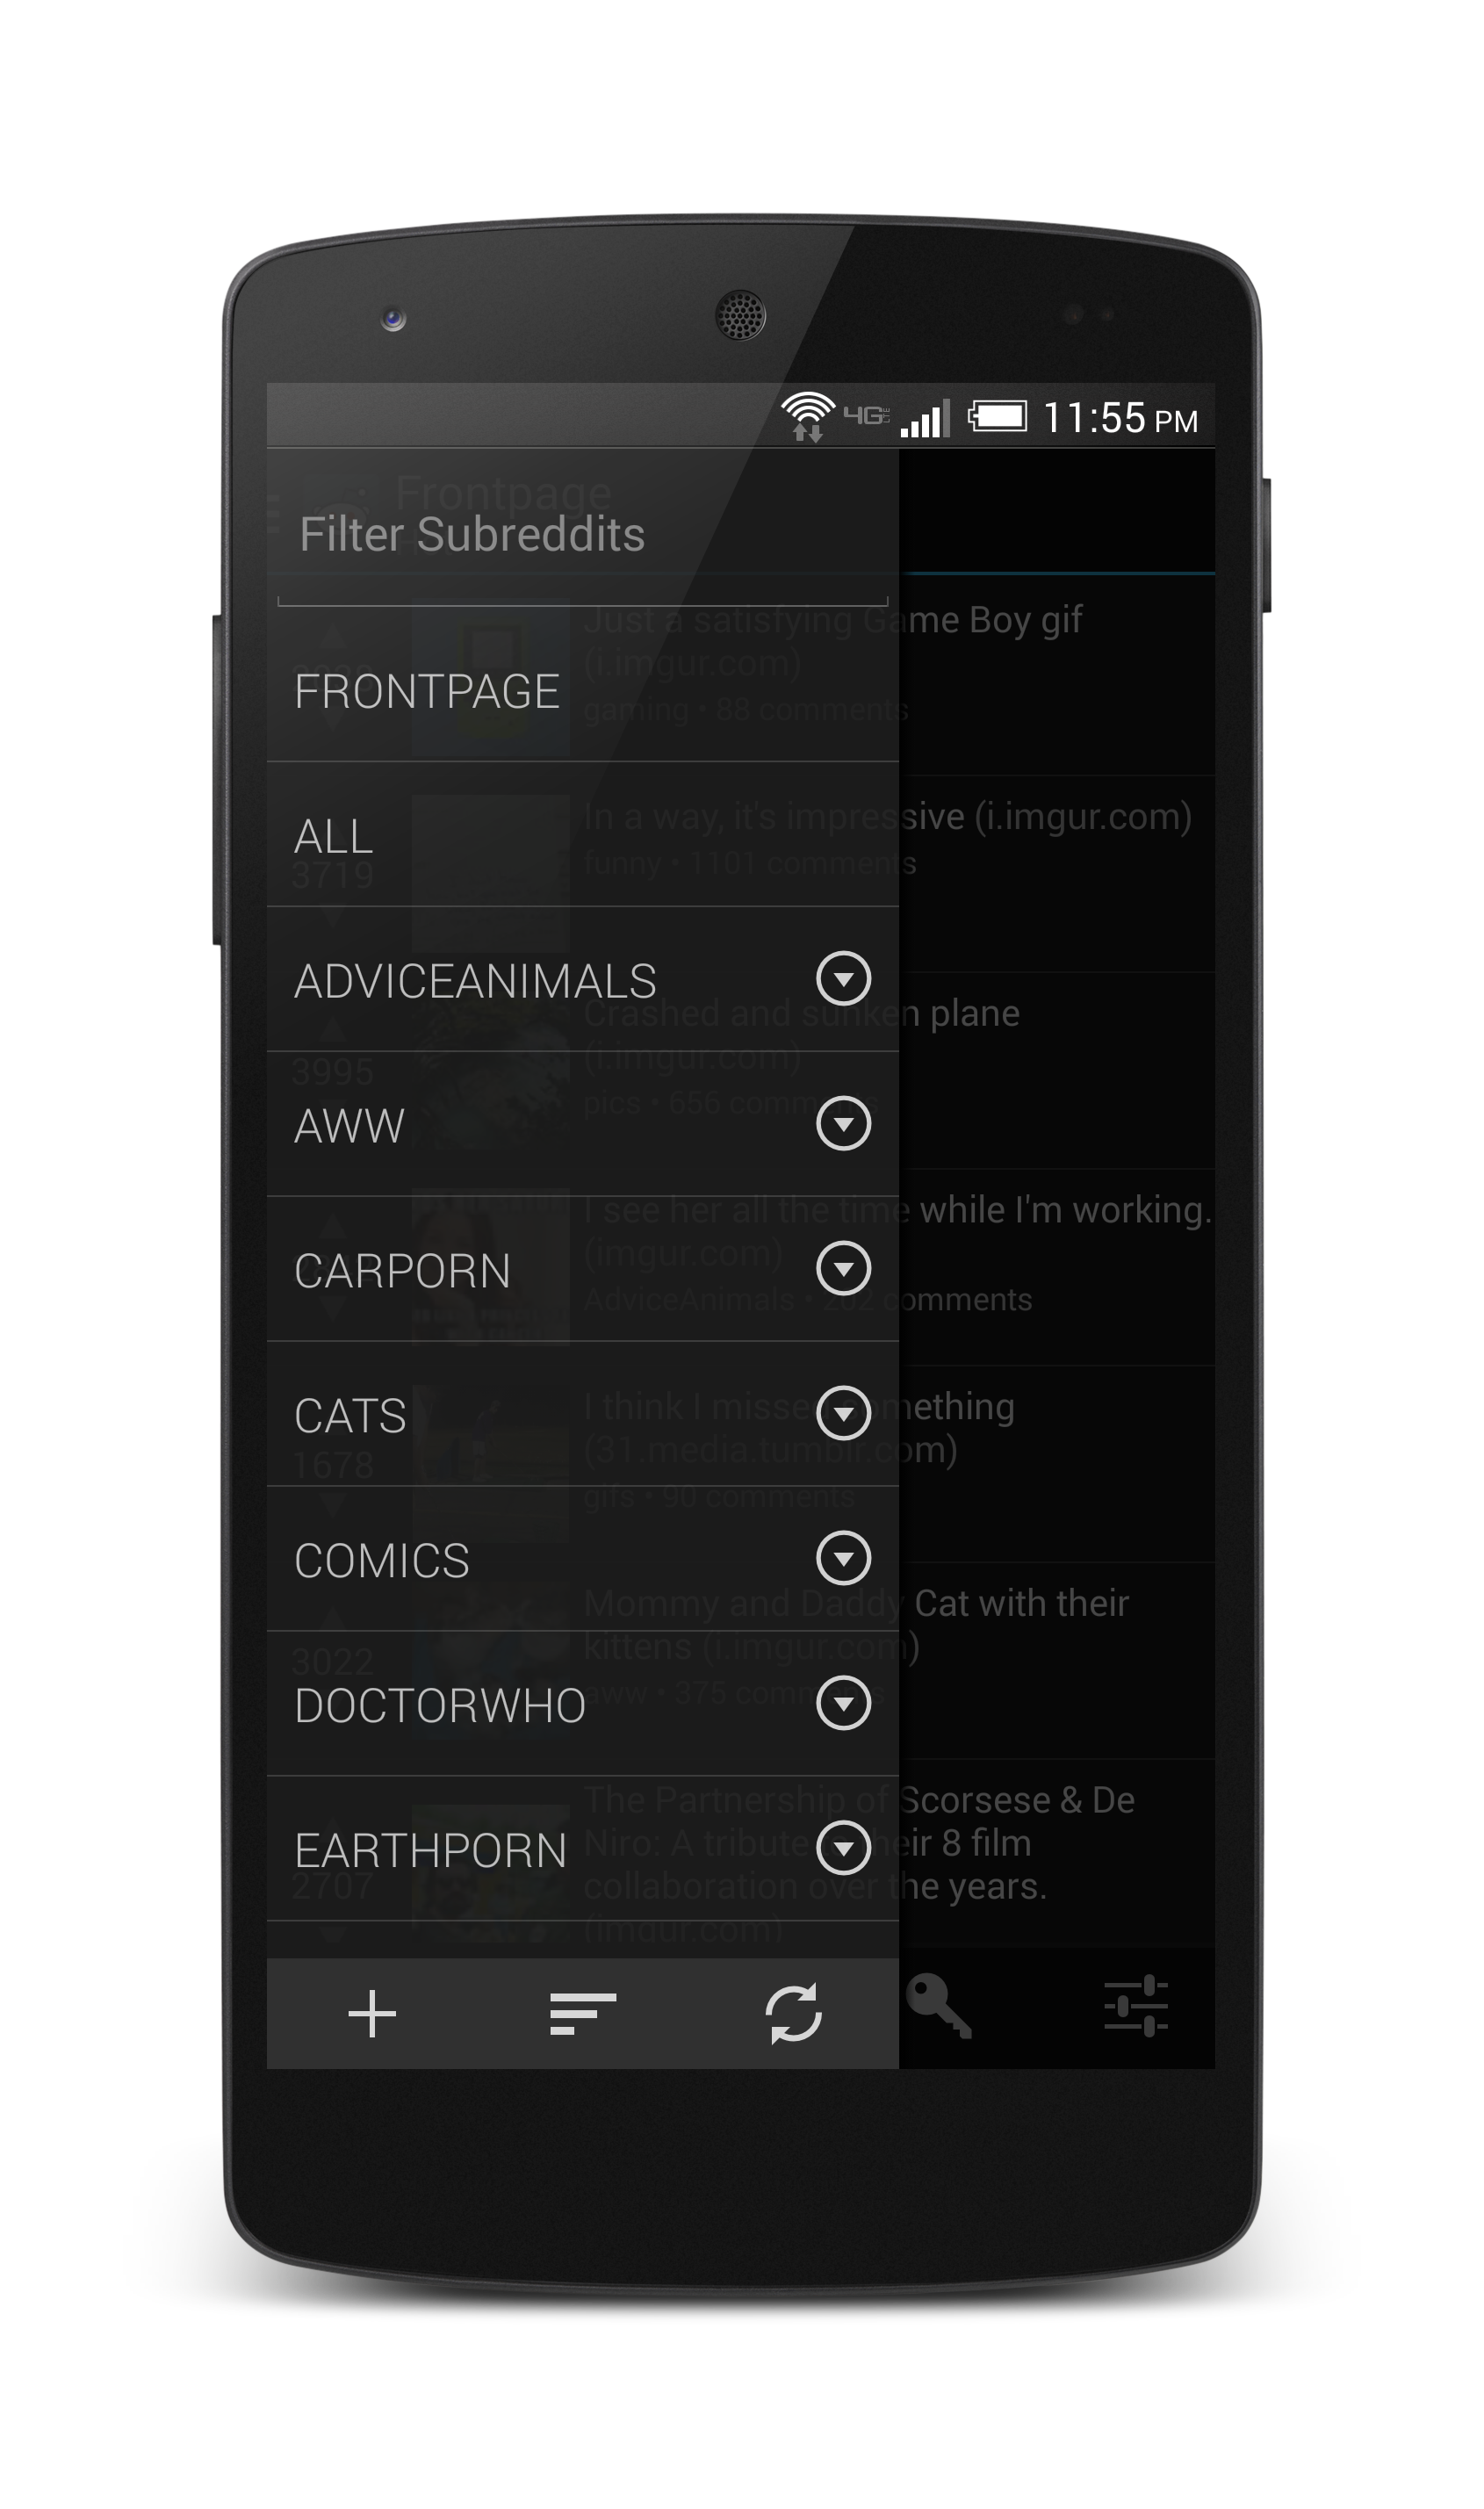 4G LTE 11:55 PM
Frontpage
Filter Subreddits
Just a satisfying Game Boy gif
(i.imgur.com)
gaming • 88 comments
FRONTPAGE
In a way, it's impressive (i.imgur.com)
funny • 1101 comments
ALL
3719
ADVICEANIMALS
Crashed and sunken plane
(i.imgur.com)
pics • 656 comments
3995
AWW
I see her all the time while I'm working.
(imgur.com)
AdviceAnimals • 202 comments
CARPORN
I think I missed something
(31.media.tumblr.com)
gifs • 90 comments
CATS
1678
COMICS
Mommy and Daddy Cat with their
kittens (i.imgur.com)
aww • 375 comments
3022
DOCTORWHO
The Partnership of Scorsese & De
Niro: A tribute to their 8 film
collaboration over the years.
(imgur.com)
EARTHPORN
2707